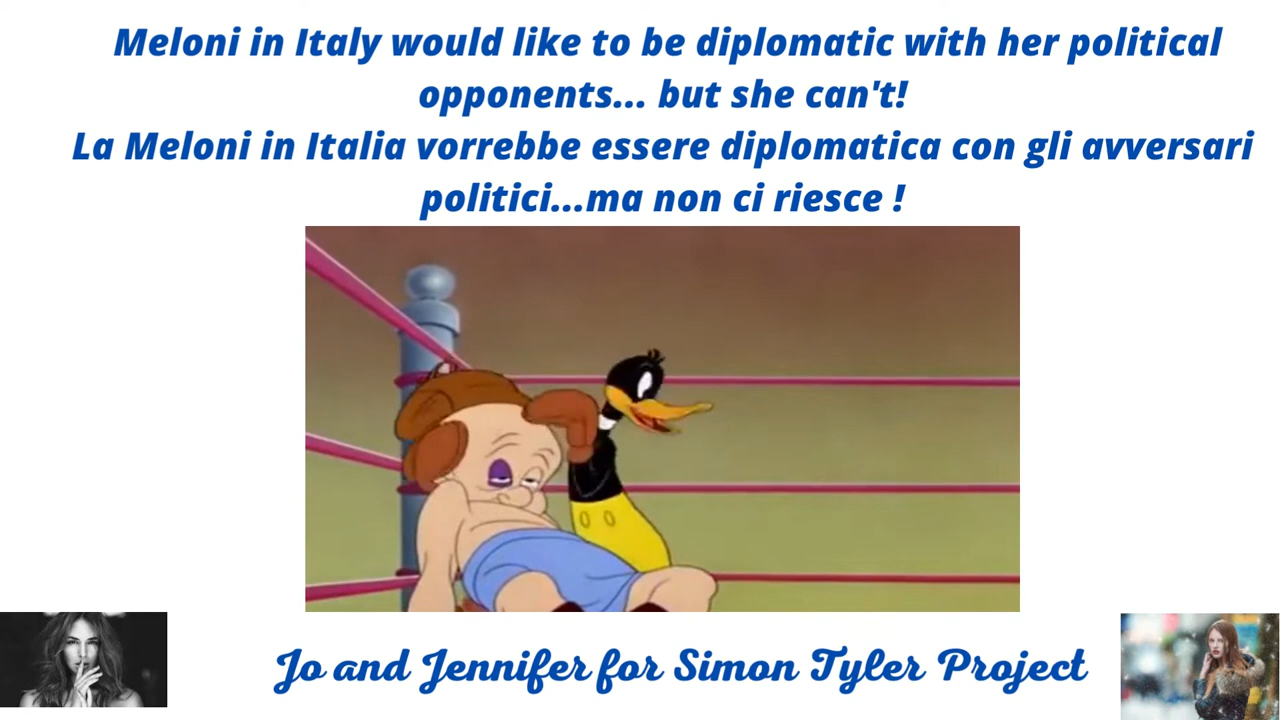 Meloni in Italy would like to be diplomatic with her political
opponents... but she can't!
La Meloni in Italia vorrebbe essere diplomatica con gli avversari
politici...ma non ci riesce !
Jo and Jennifer for Simon Tyler Project